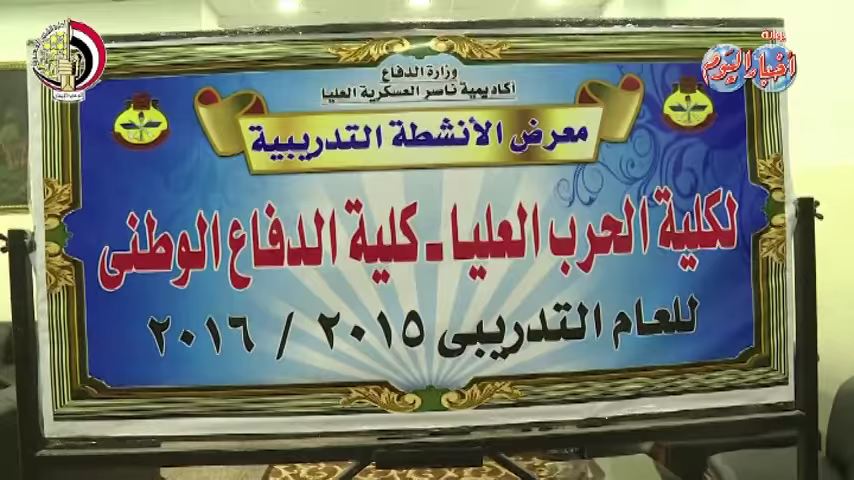 بوابة
أخبار اليوم
وزارة الدفاع
أكاديمية ناصر العسكرية العليا
معرض الأنشطة التدريبية
لكلية الحرب العليا - كلية الدفاع الوطنى
للعام التدريبى ٢٠١٥ / ٢٠١٦